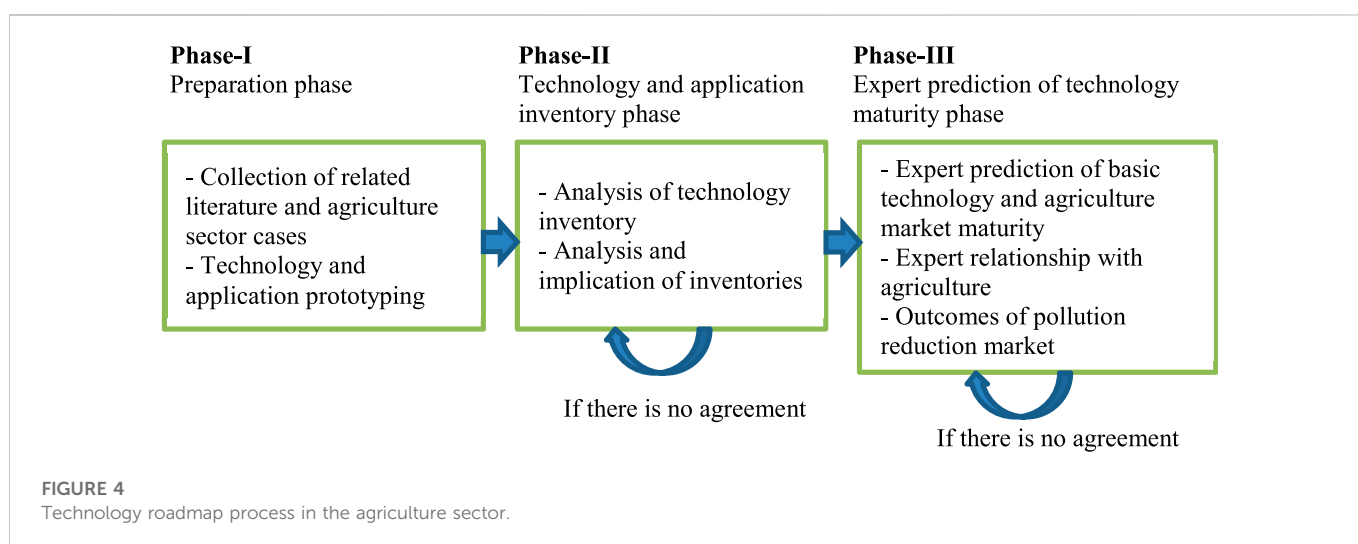 Phase-I
Preparation phase
- Collection of related
literature and agriculture
sector cases
- Technology and
application prototyping
Phase-II
Technology and application
inventory phase
- Analysis of technology
inventory
- Analysis and
implication of inventories
If there is no agreement
Phase-III
Expert prediction of technology
maturity phase
- Expert prediction of basic
technology and agriculture
market maturity
- Expert relationship with
agriculture
- Outcomes of pollution
reduction market
If there is no agreement
FIGURE 4
Technology roadmap process in the agriculture sector.